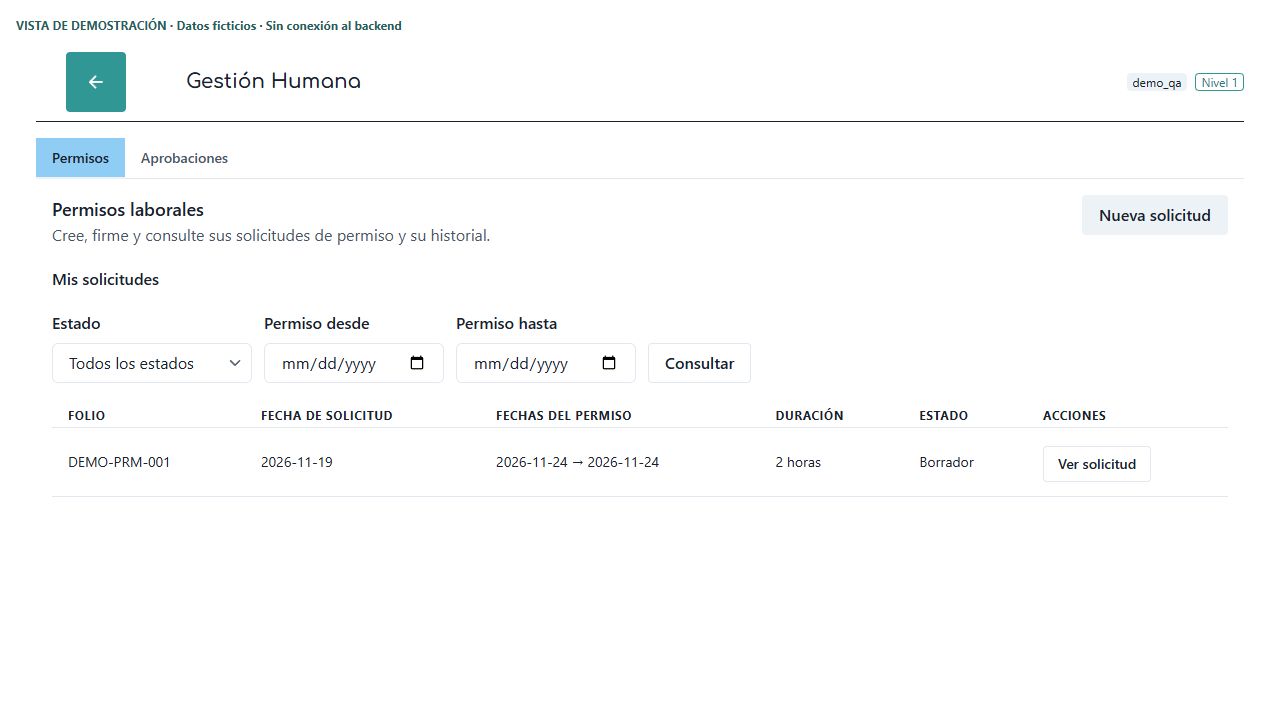 VISTA DE DEMOSTRACIÓN · Datos ficticios · Sin conexión al backend
Gestión Humana
demo_qa Nivel 1
Permisos Aprobaciones
Permisos laborales
Nueva solicitud
Cree, firme y consulte sus solicitudes de permiso y su historial.
Mis solicitudes
Estado Permiso desde Permiso hasta
Todos los estados mm/dd/yyyy mm/dd/yyyy Consultar
FOLIO FECHA DE SOLICITUD FECHAS DEL PERMISO DURACIÓN ESTADO ACCIONES
DEMO-PRM-001 2026-11-19 2026-11-24 → 2026-11-24 2 horas Borrador Ver solicitud